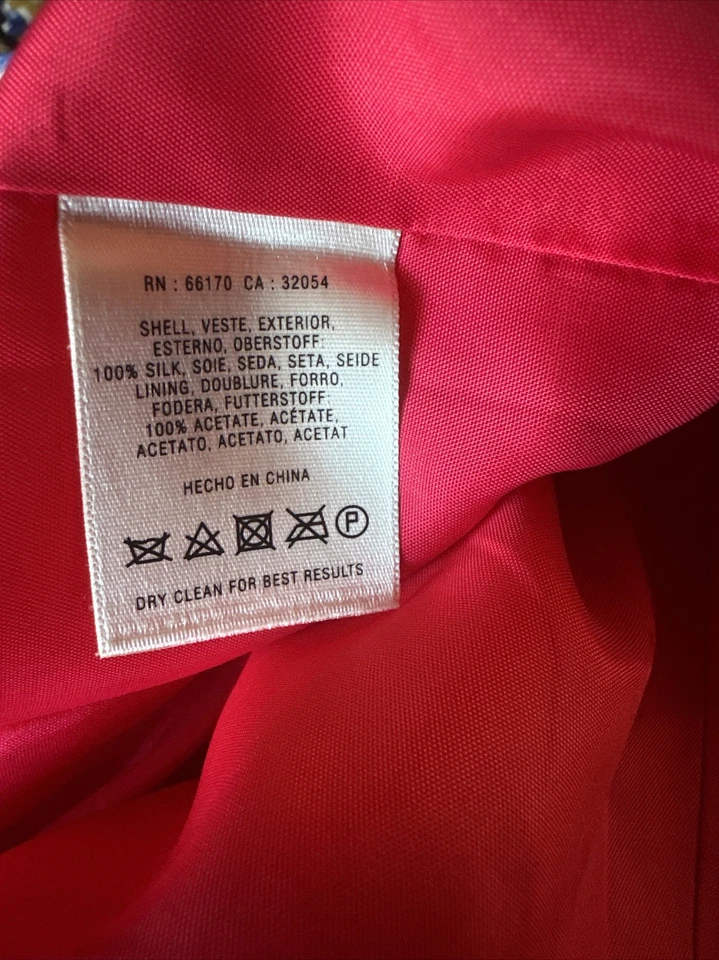 RN : 66170 CA : 32054
SHELL, VESTE, EXTERIOR,
ESTERNO, OBERSTOFF:
100% SILK, SOIE, SEDA, SETA, SEIDE
LINING, DOUBLURE, FORRO,
FODERA, FUTTERSTOFF:
100% ACETATE, ACÉTATE,
ACETATO, ACETATO, ACETAT
HECHO EN CHINA
P
DRY CLEAN FOR BEST RESULTS